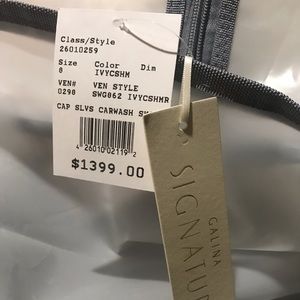 Class/Style
26010259
Size Color Dim
8 IVYCSHM
VEN# VEN STYLE
0290 SWG862 IVYCSHMR
CAP SLVS CARWASH
4 26010 02119 2
$1399.00
GALINA
SIGNATU